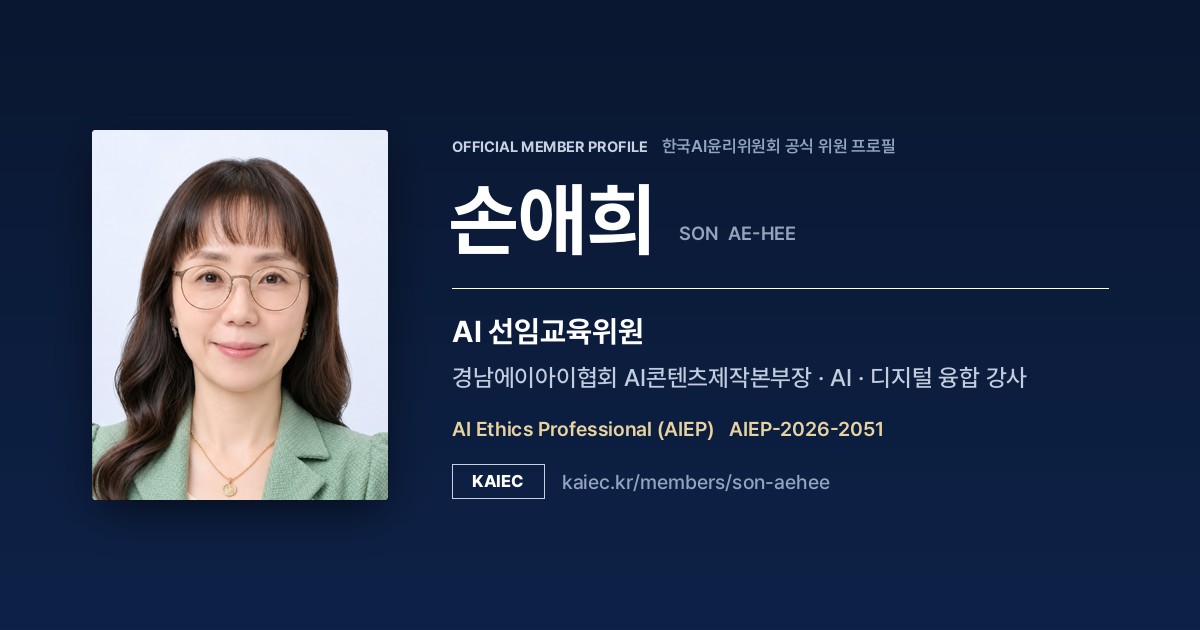 OFFICIAL MEMBER PROFILE 한국AI윤리위원회 공식 위원 프로필
손애희 SON AE-HEE
AI 선임교육위원
경남에이아이협회 AI콘텐츠제작본부장 · AI · 디지털 융합 강사
AI Ethics Professional (AIEP) AIEP-2026-2051
KAIEC kaiec.kr/members/son-aehee